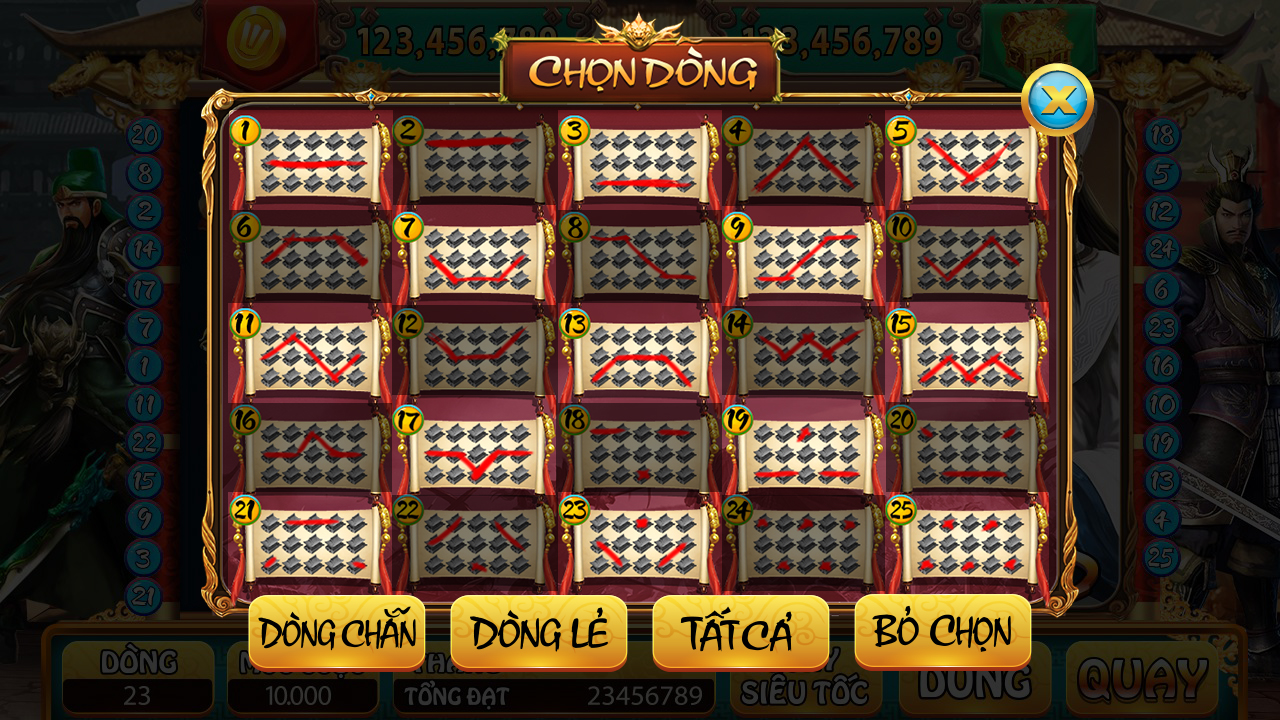 123,456,789
123,456,789
CHỌN DÒNG
1 2 3 4 5
6 7 8 9 10
11 12 13 14 15
16 17 18 19 20
21 22 23 24 25
20
8
2
14
17
7
1
11
22
15
9
3
21
18
5
12
24
6
23
16
10
19
13
4
25
DÒNG CHẴN
DÒNG LẺ
TẤT CẢ
BỎ CHỌN
DÒNG
23
10.000
TỔNG ĐẠT
23456789
SIÊU TỐC
DỪNG
QUAY